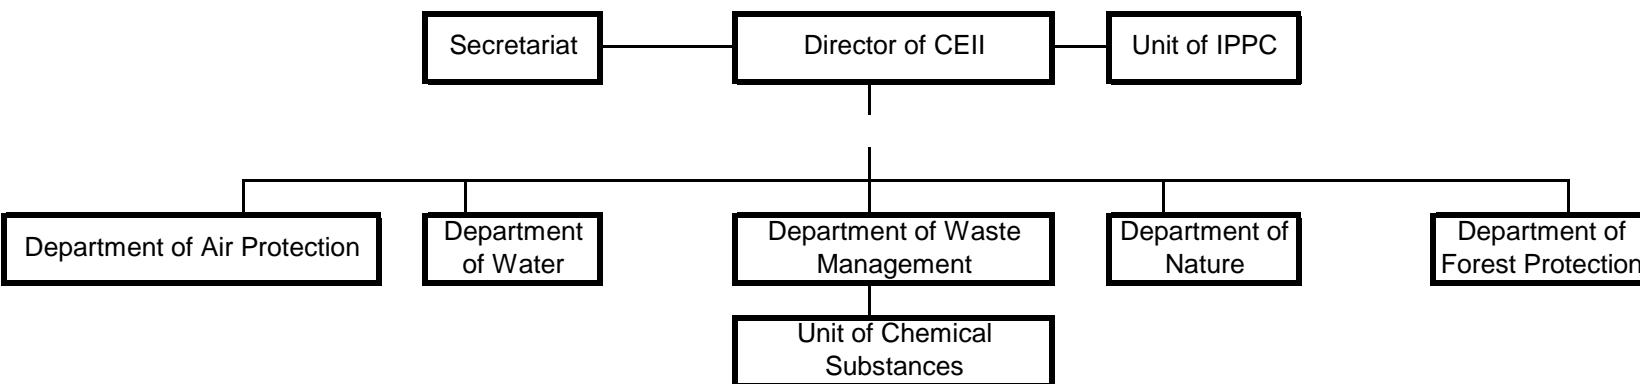 Secretariat
Director of CEII
Unit of IPPC
Department of Air Protection
Department
of Water
Department of Waste
Management
Department of
Nature
Department of
Forest Protection
Unit of Chemical
Substances